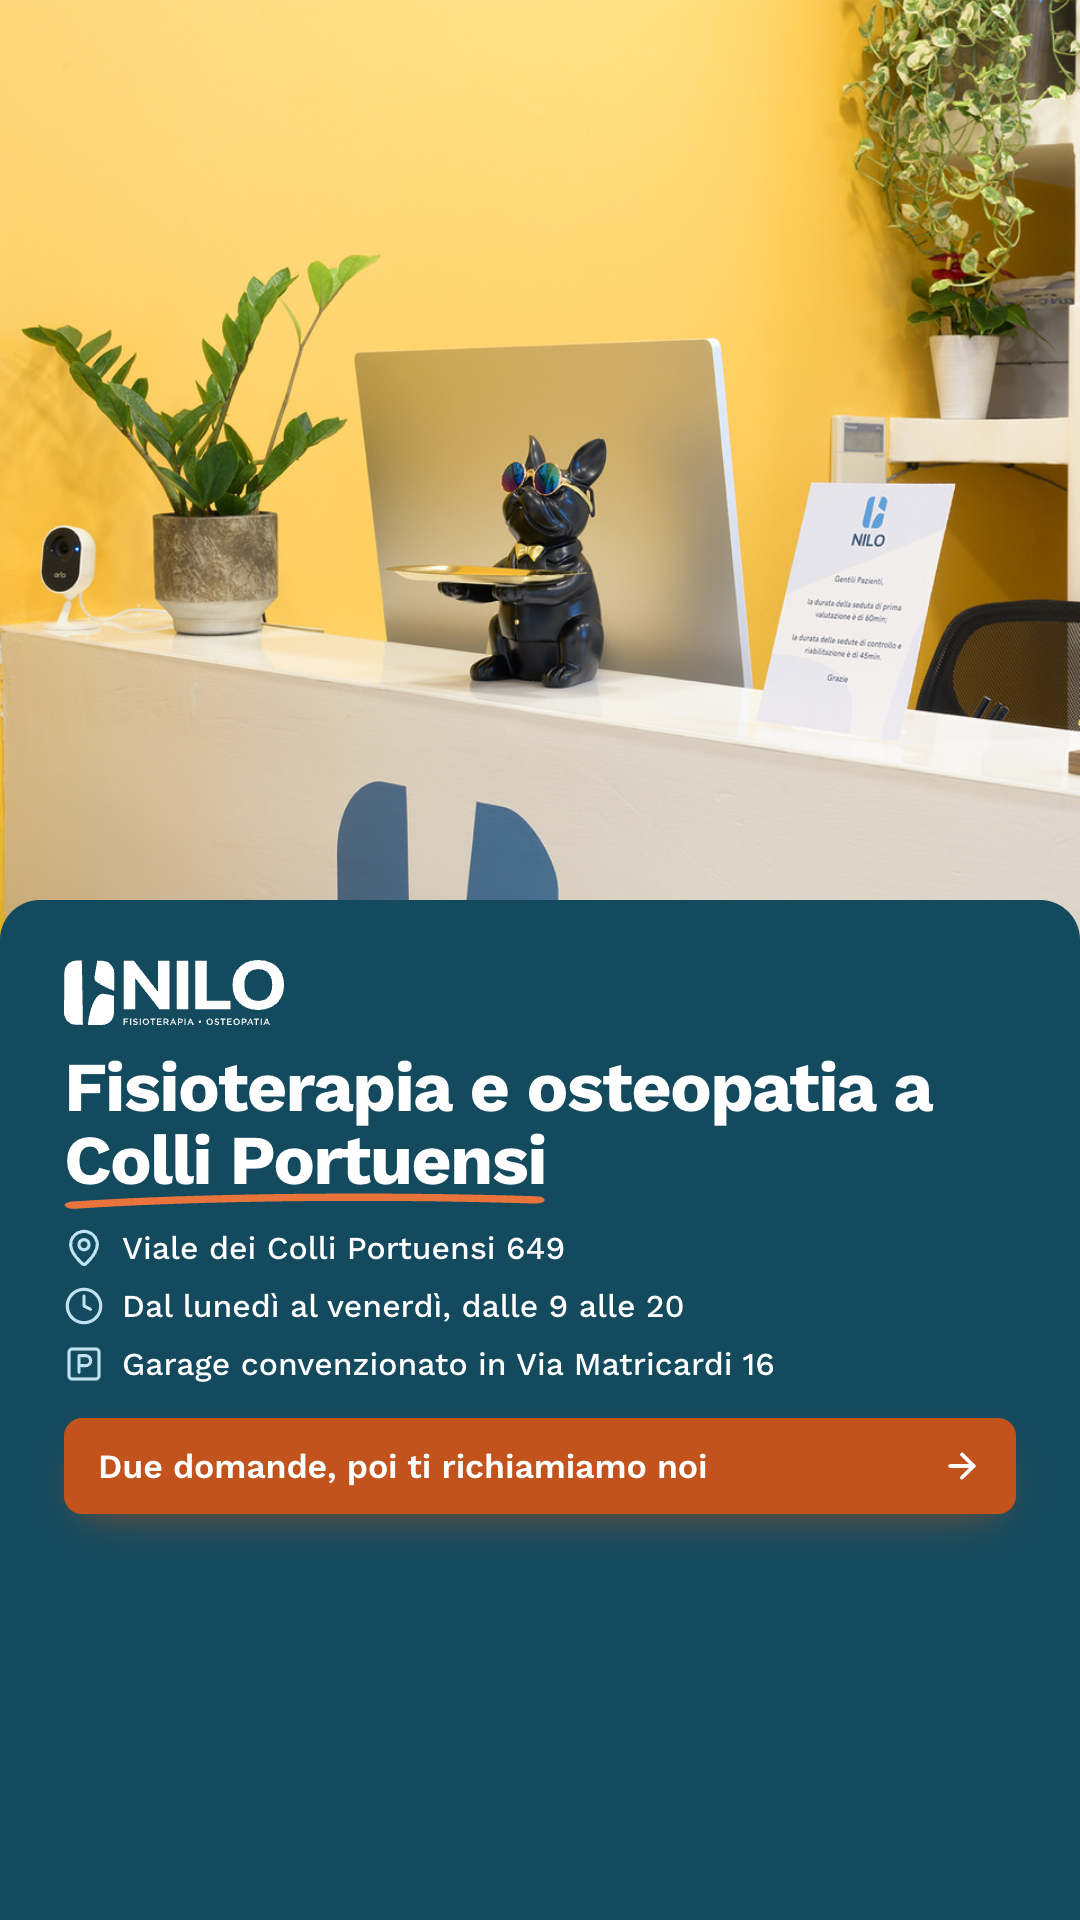 arlo
NILO
Gentili Pazienti,
la durata della seduta di prima
valutazione è di 60min;
la durata delle sedute di controllo e
riabilitazione è di 45min.
Grazie
NILO
FISIOTERAPIA • OSTEOPATIA
Fisioterapia e osteopatia a
Colli Portuensi
Viale dei Colli Portuensi 649
Dal lunedì al venerdì, dalle 9 alle 20
P Garage convenzionato in Via Matricardi 16
Due domande, poi ti richiamiamo noi